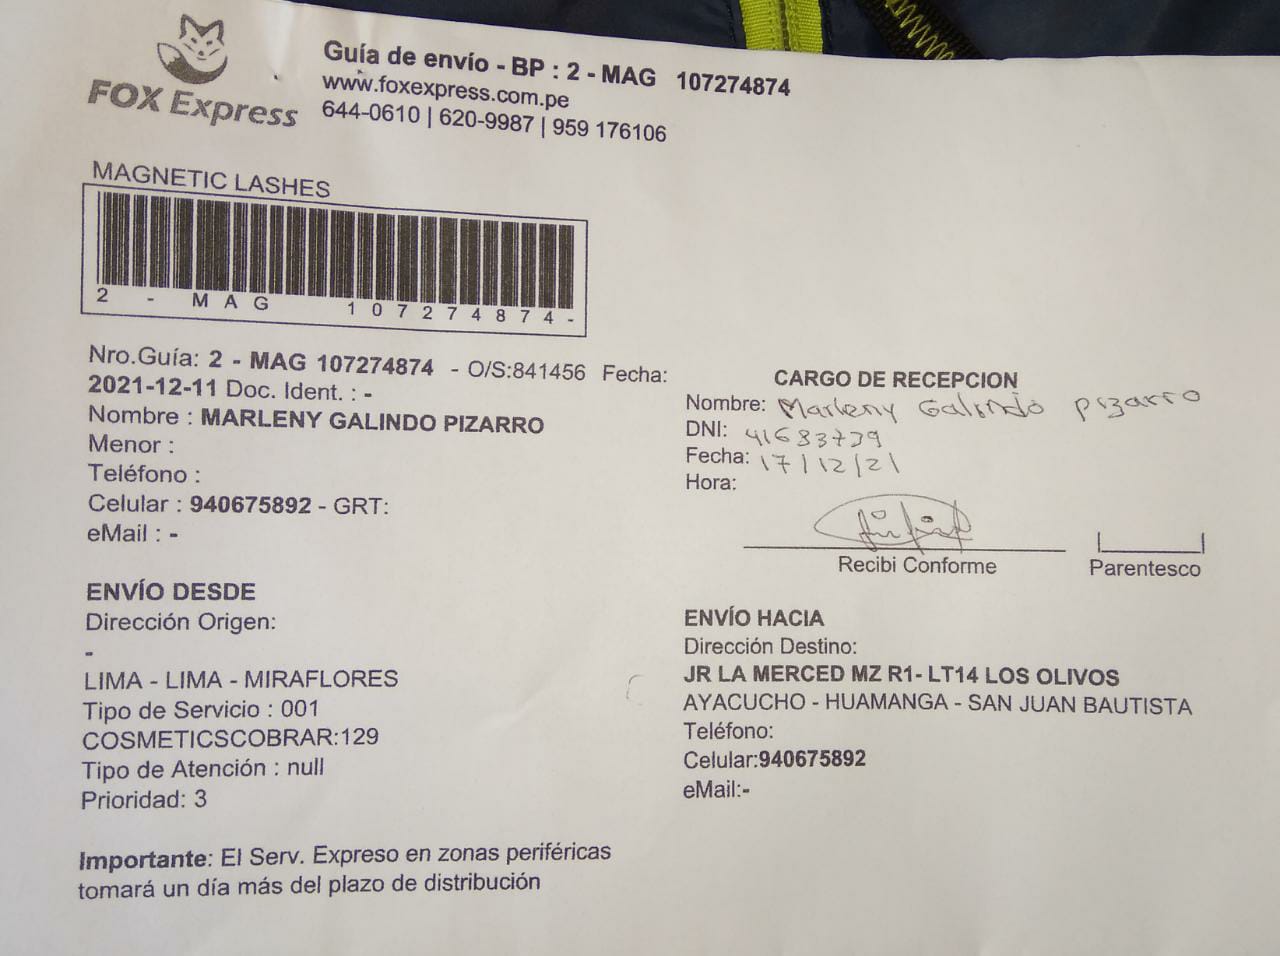 FOX Express
Guía de envío - BP : 2 - MAG 107274874
www.foxexpress.com.pe
644-0610 | 620-9987 | 959 176106
MAGNETIC LASHES
2 - MAG 107274874-
Nro.Guía: 2 - MAG 107274874 - O/S:841456 Fecha:
2021-12-11 Doc. Ident. : -
Nombre : MARLENY GALINDO PIZARRO
Menor :
Teléfono :
Celular : 940675892 - GRT:
eMail : -
CARGO DE RECEPCION
Nombre: Marleny Galindo pizarro
DNI: 41683739
Fecha: 17/12/21
Hora:
Recibi Conforme
Parentesco
ENVÍO DESDE
Dirección Origen:
-
LIMA - LIMA - MIRAFLORES
Tipo de Servicio : 001
COSMETICSCOBRAR:129
Tipo de Atención : null
Prioridad: 3
ENVÍO HACIA
Dirección Destino:
JR LA MERCED MZ R1- LT14 LOS OLIVOS
AYACUCHO - HUAMANGA - SAN JUAN BAUTISTA
Teléfono:
Celular:940675892
eMail:-
Importante: El Serv. Expreso en zonas periféricas
tomará un día más del plazo de distribución